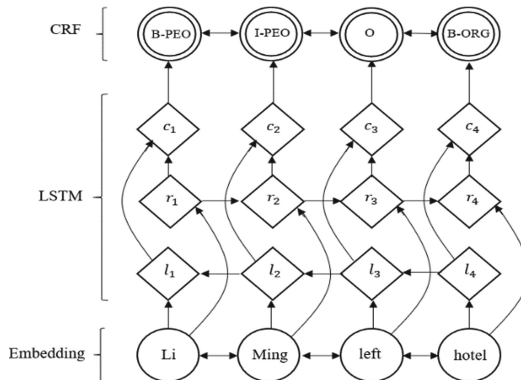 CRF B-PEO I-PEO O B-ORG
c₁ c₂ c₃ c₄
LSTM
r₁ r₂ r₃ r₄
l₁ l₂ l₃ l₄
Embedding Li Ming left hotel